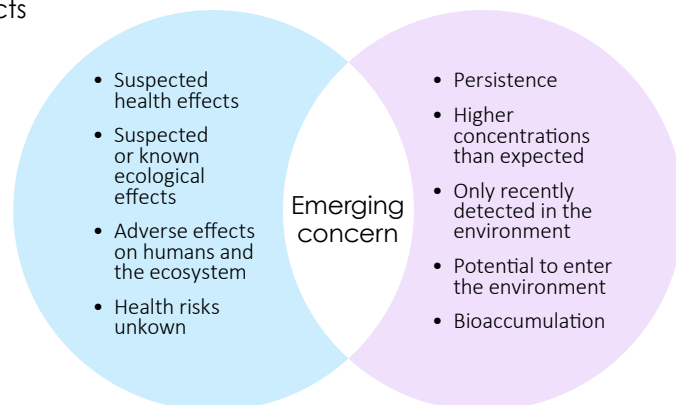 cts
• Suspected
health effects
• Suspected
or known
ecological
effects
• Adverse effects
on humans and
the ecosystem
• Health risks
unkown
Emerging
concern
• Persistence
• Higher
concentrations
than expected
• Only recently
detected in the
environment
• Potential to enter
the environment
• Bioaccumulation